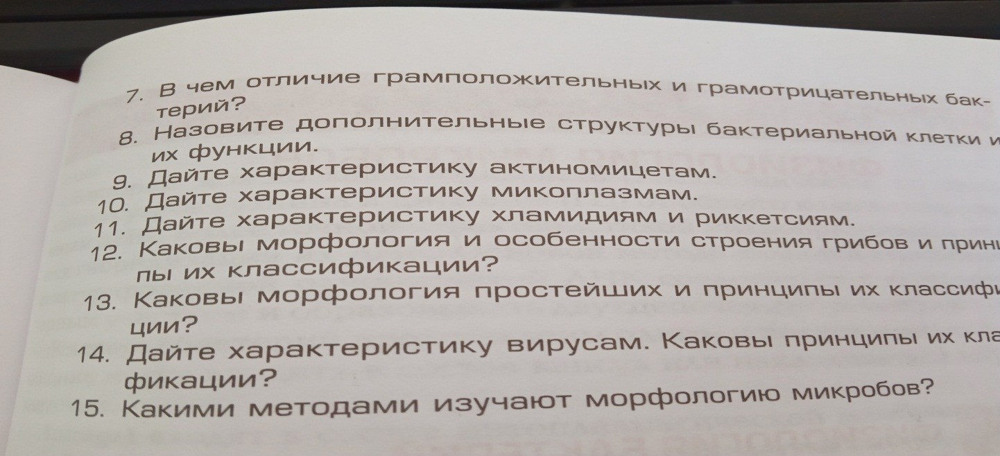 7. В чем отличие грамположительных и грамотрицательных бак-
терий?
8. Назовите дополнительные структуры бактериальной клетки и
их функции.
9. Дайте характеристику актиномицетам.
10. Дайте характеристику микоплазмам.
11. Дайте характеристику хламидиям и риккетсиям.
12. Каковы морфология и особенности строения грибов и прин
пы их классификации?
13. Каковы морфология простейших и принципы их классифи
ции?
14. Дайте характеристику вирусам. Каковы принципы их кла
фикации?
15. Какими методами изучают морфологию микробов?